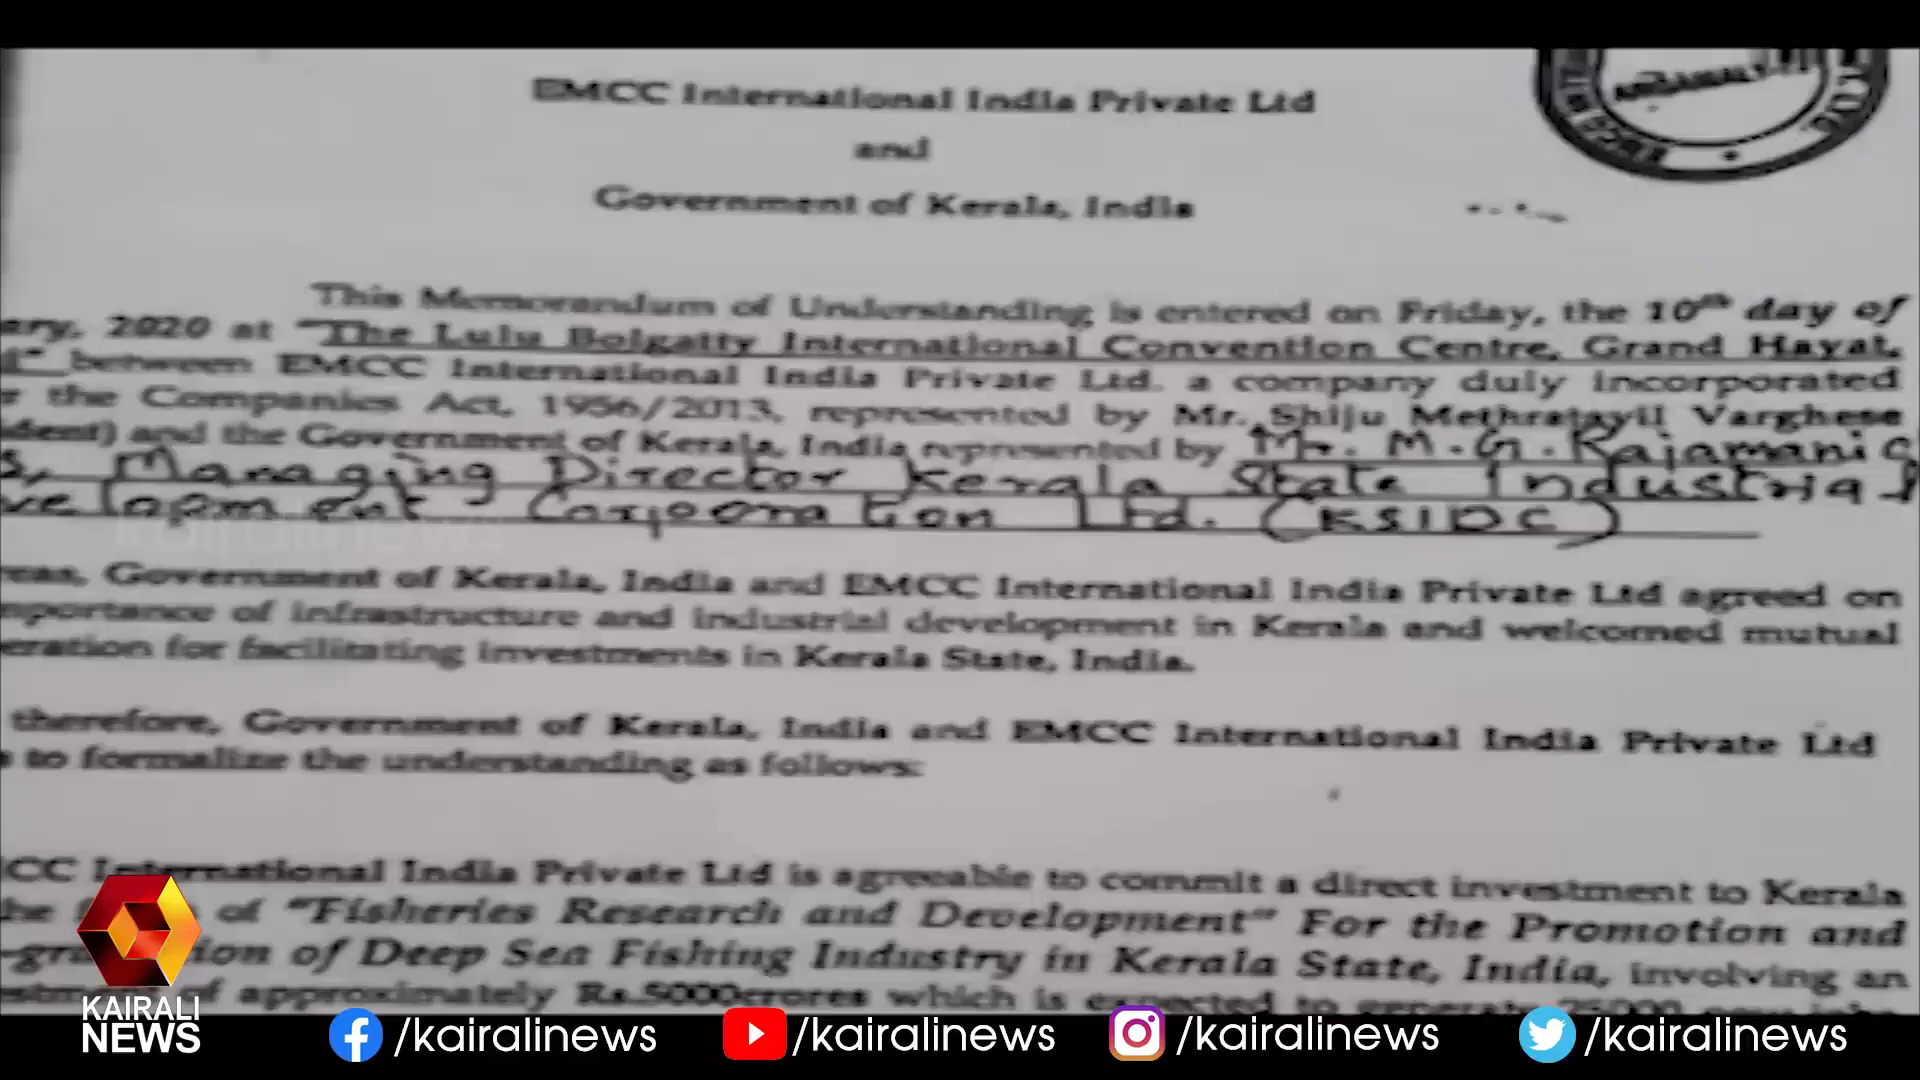 EMCC International India Private Ltd
and
Government of Kerala, India
This Memorandum of Understanding is entered on Friday, the 10th day of
ary, 2020 at "The Lulu Bolgatty International Convention Centre, Grand Hayat,
between EMCC International India Private Ltd. a company duly incorporated
r the Companies Act, 1956/2013, represented by Mr. Shiju Methratayil Varghese
dent) and the Government of Kerala, India represented by Mr. M.G. Rajamanic
S, Managing Director Kerala State Industrial
velopment Corporation Ltd. (KSIDC)
kairalinews
reas, Government of Kerala, India and EMCC International India Private Ltd agreed on
mportance of infrastructure and industrial development in Kerala and welcomed mutual
eration for facilitating investments in Kerala State, India.
therefore, Government of Kerala, India and EMCC International India Private Ltd
s to formalize the understanding as follows:
CC International India Private Ltd is agreeable to commit a direct investment to Kerala
he of "Fisheries Research and Development" For the Promotion and
-gra ion of Deep Sea Fishing Industry in Kerala State, India, involving an
stment of approximately Rs.5000crores which is expected to generate 25000
KAIRALI
NEWS
/kairalinews /kairalinews /kairalinews /kairalinews